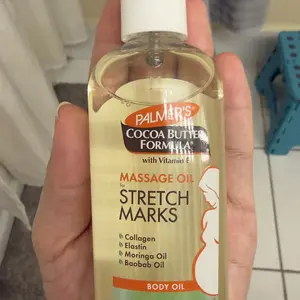 PALMER'S®
COCOA BUTTER
FORMULA®
with Vitamin E
MASSAGE OIL
for
STRETCH
MARKS
Collagen
Elastin
Moringa Oil
Baobab Oil
BODY OIL